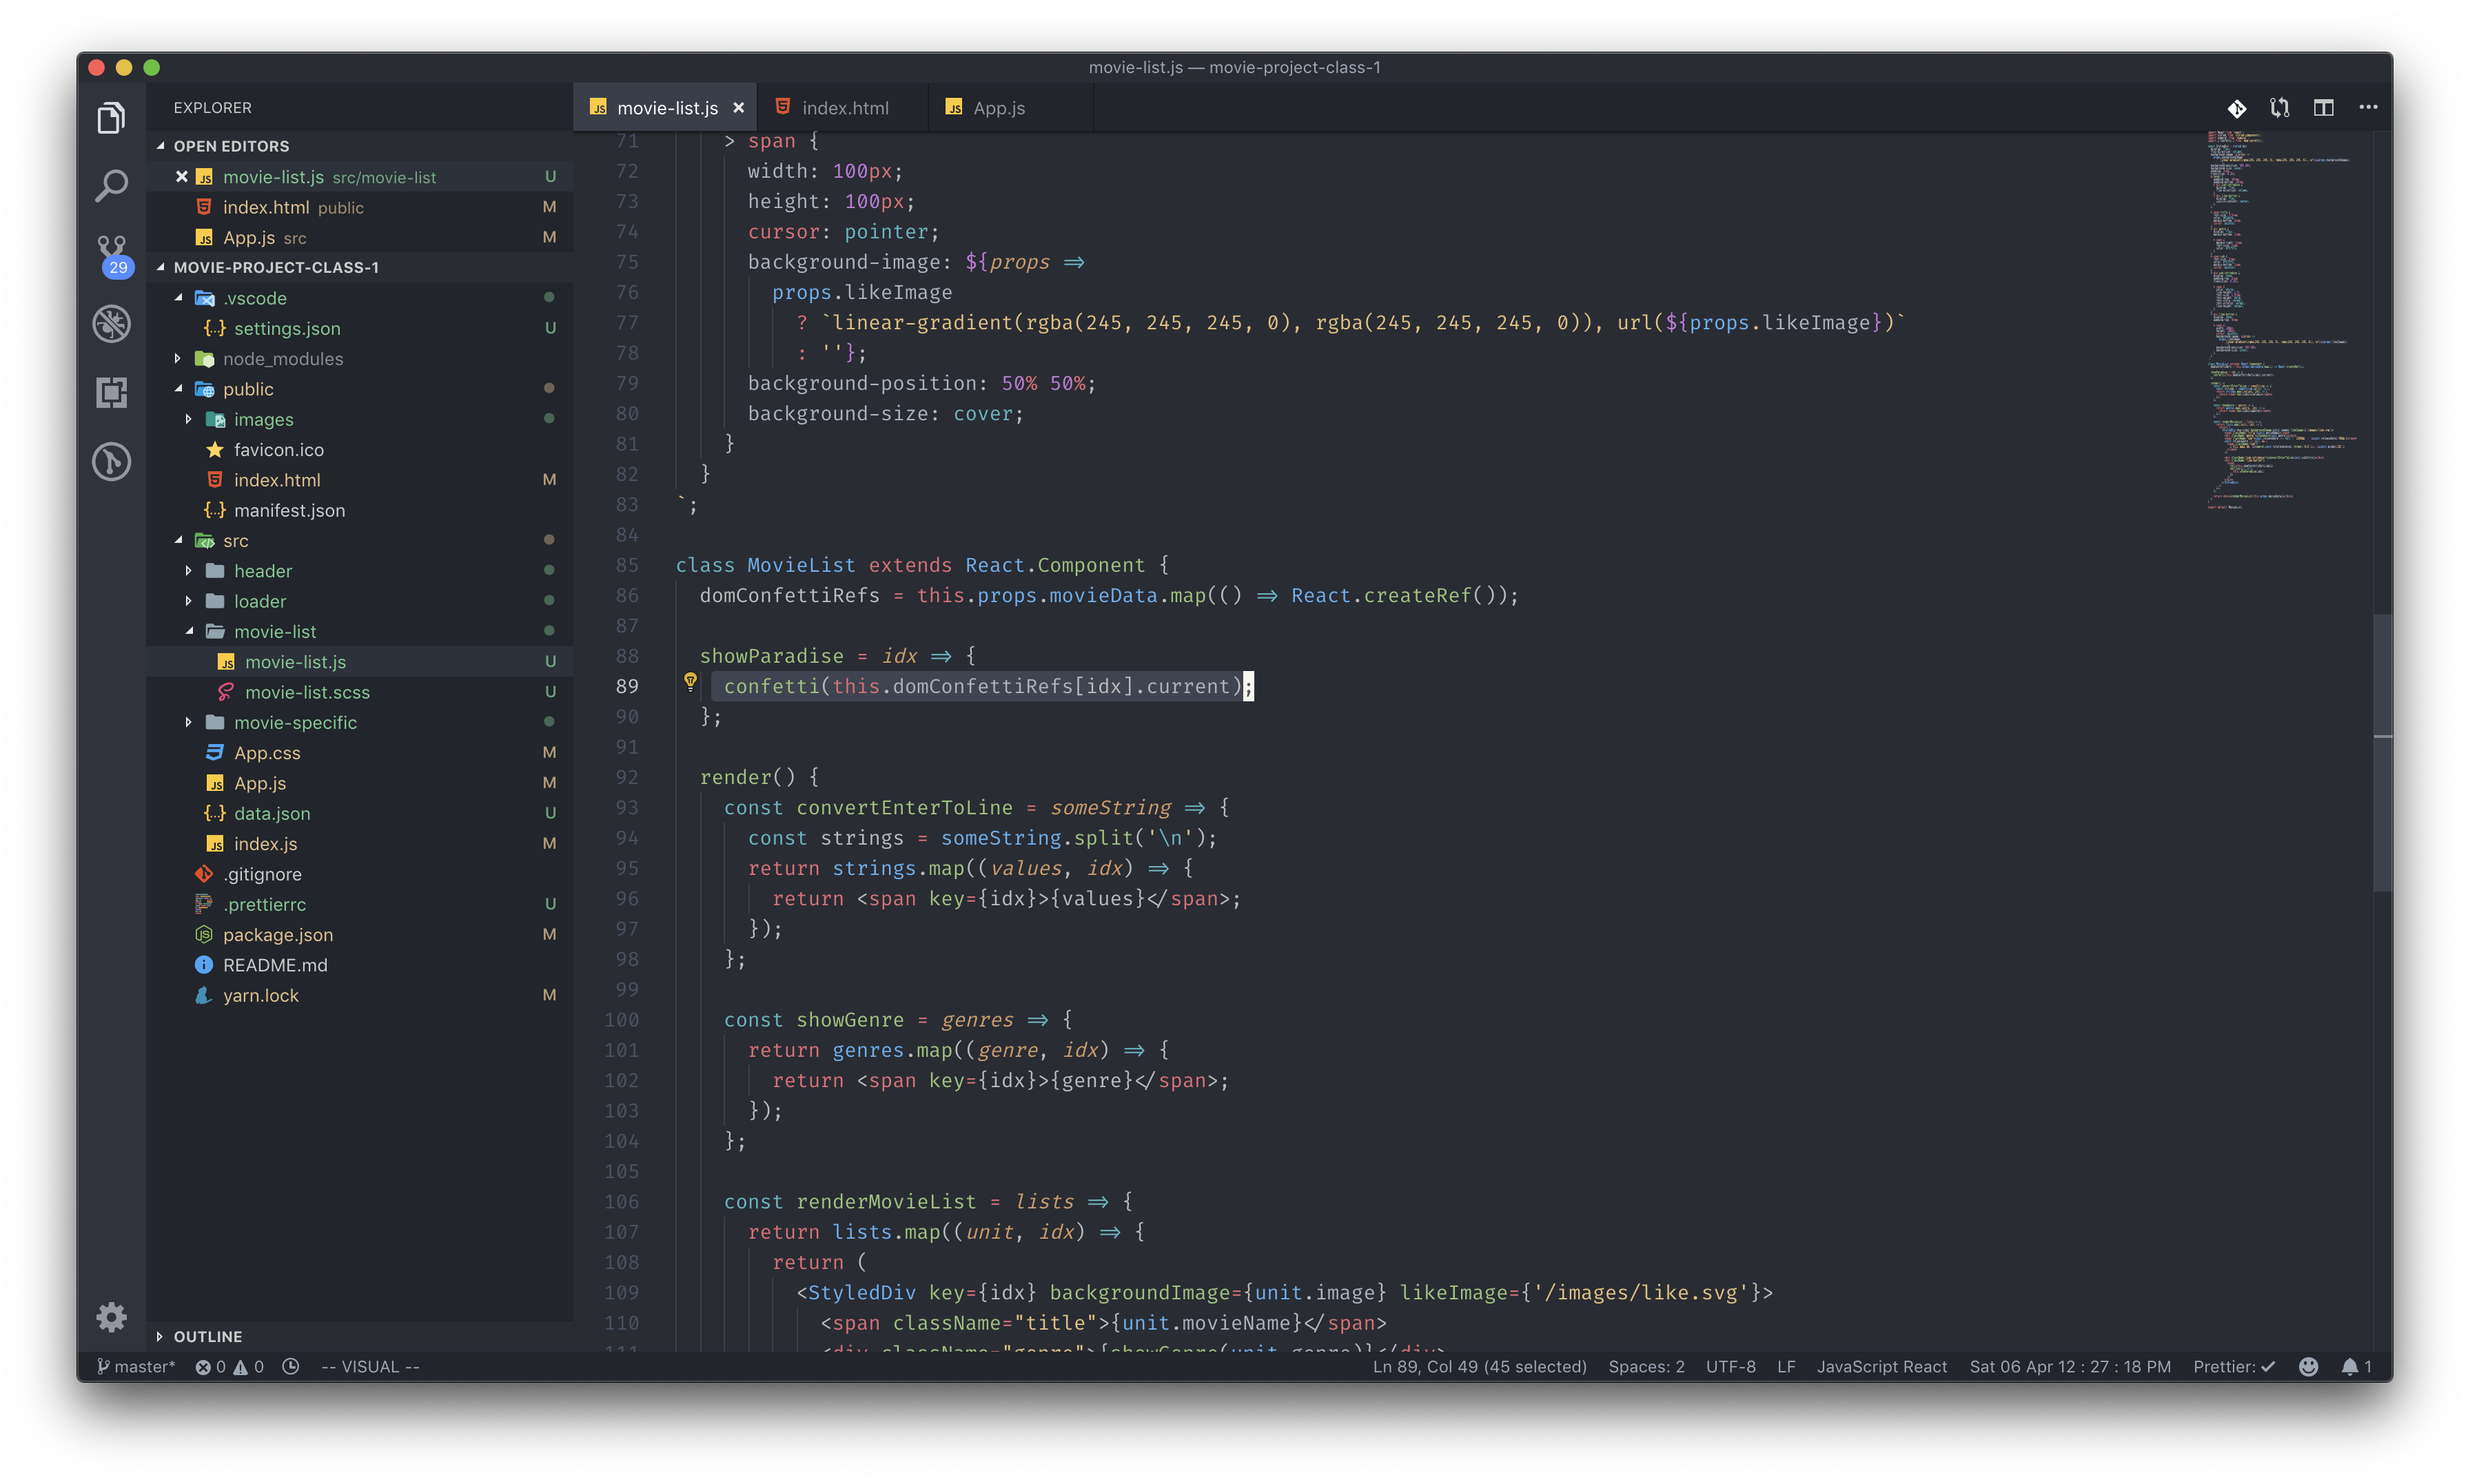 movie-list.js — movie-project-class-1
EXPLORER
OPEN EDITORS
movie-list.js src/movie-list U
index.html public M
App.js src M
29
MOVIE-PROJECT-CLASS-1
.vscode
settings.json U
node_modules
public
images
favicon.ico
index.html M
manifest.json
src
header
loader
movie-list
movie-list.js U
movie-list.scss U
movie-specific
App.css M
App.js M
data.json U
index.js M
.gitignore
.prettierrc U
package.json M
README.md
yarn.lock M
OUTLINE
movie-list.js index.html App.js
71 > span {
72 width: 100px;
73 height: 100px;
74 cursor: pointer;
75 background-image: ${props =>
76 props.likeImage
77 ? `linear-gradient(rgba(245, 245, 245, 0), rgba(245, 245, 245, 0)), url(${props.likeImage})`
78 : ''};
79 background-position: 50% 50%;
80 background-size: cover;
81 }
82 }
83 `;
84
85 class MovieList extends React.Component {
86 domConfettiRefs = this.props.movieData.map(() => React.createRef());
87
88 showParadise = idx => {
89 confetti(this.domConfettiRefs[idx].current);
90 };
91
92 render() {
93 const convertEnterToLine = someString => {
94 const strings = someString.split('\n');
95 return strings.map((values, idx) => {
96 return <span key={idx}>{values}</span>;
97 });
98 };
99
100 const showGenre = genres => {
101 return genres.map((genre, idx) => {
102 return <span key={idx}>{genre}</span>;
103 });
104 };
105
106 const renderMovieList = lists => {
107 return lists.map((unit, idx) => {
108 return (
109 <StyledDiv key={idx} backgroundImage={unit.image} likeImage={'/images/like.svg'}>
110 <span className="title">{unit.movieName}</span>
111 <div className="genre">{showGenre(unit.genre)}</div>
master* 0 0 -- VISUAL -- Ln 89, Col 49 (45 selected) Spaces: 2 UTF-8 LF JavaScript React Sat 06 Apr 12 : 27 : 18 PM Prettier: ✓ 1